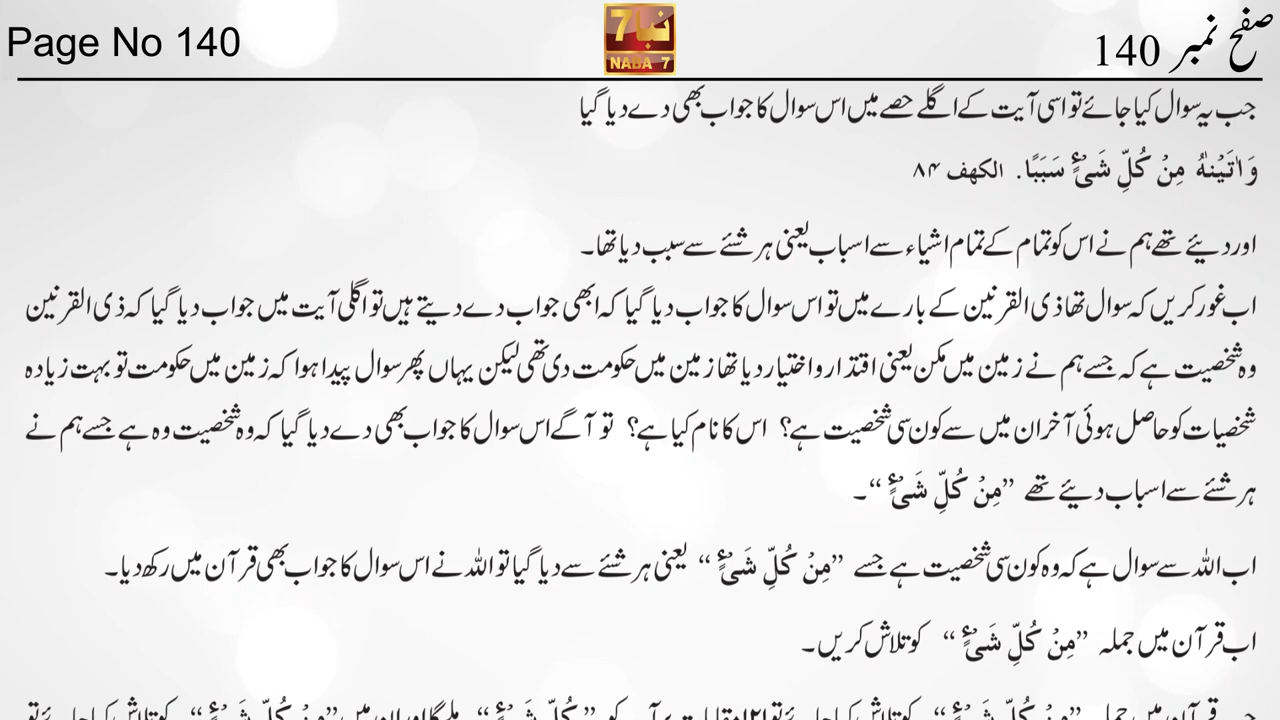 Page No 140
نبا 7
NABA 7
صفحہ نمبر 140
جب یہ سوال کیا جائے تو اسی آیت کے اگلے حصے میں اس سوال کا جواب بھی دے دیا گیا
وَاٰتَیۡنٰہُ مِنۡ کُلِّ شَیۡءٍ سَبَبًا. الکھف ۸۴
اور دیئے تھے ہم نے اس کو تمام کے تمام اشیاء سے اسباب یعنی ہر شئے سے سبب دیا تھا۔
اب غور کریں کہ سوال تھا ذی القرنین کے بارے میں تو اس سوال کا جواب دیا گیا کہ ابھی جواب دے دیتے ہیں تو اگلی آیت میں جواب دیا گیا کہ ذی القرنین
وہ شخصیت ہے کہ جسے ہم نے زمین میں مکن یعنی اقتدار و اختیار دیا تھا زمین میں حکومت دی تھی لیکن یہاں پھر سوال پیدا ہوا کہ زمین میں حکومت تو بہت زیادہ
شخصیات کو حاصل ہوئی آخر ان میں سے کون سی شخصیت ہے؟ اس کا نام کیا ہے؟ تو آگے اس سوال کا جواب بھی دے دیا گیا کہ وہ شخصیت وہ ہے جسے ہم نے
ہر شئے سے اسباب دیئے تھے ”مِنۡ کُلِّ شَیۡءٍ“۔
اب اللہ سے سوال ہے کہ وہ کون سی شخصیت ہے جسے ”مِنۡ کُلِّ شَیۡءٍ“ یعنی ہر شئے سے دیا گیا تو اللہ نے اس سوال کا جواب بھی قرآن میں رکھ دیا۔
اب قرآن میں جملہ ”مِنۡ کُلِّ شَیۡءٍ“ کو تلاش کریں۔